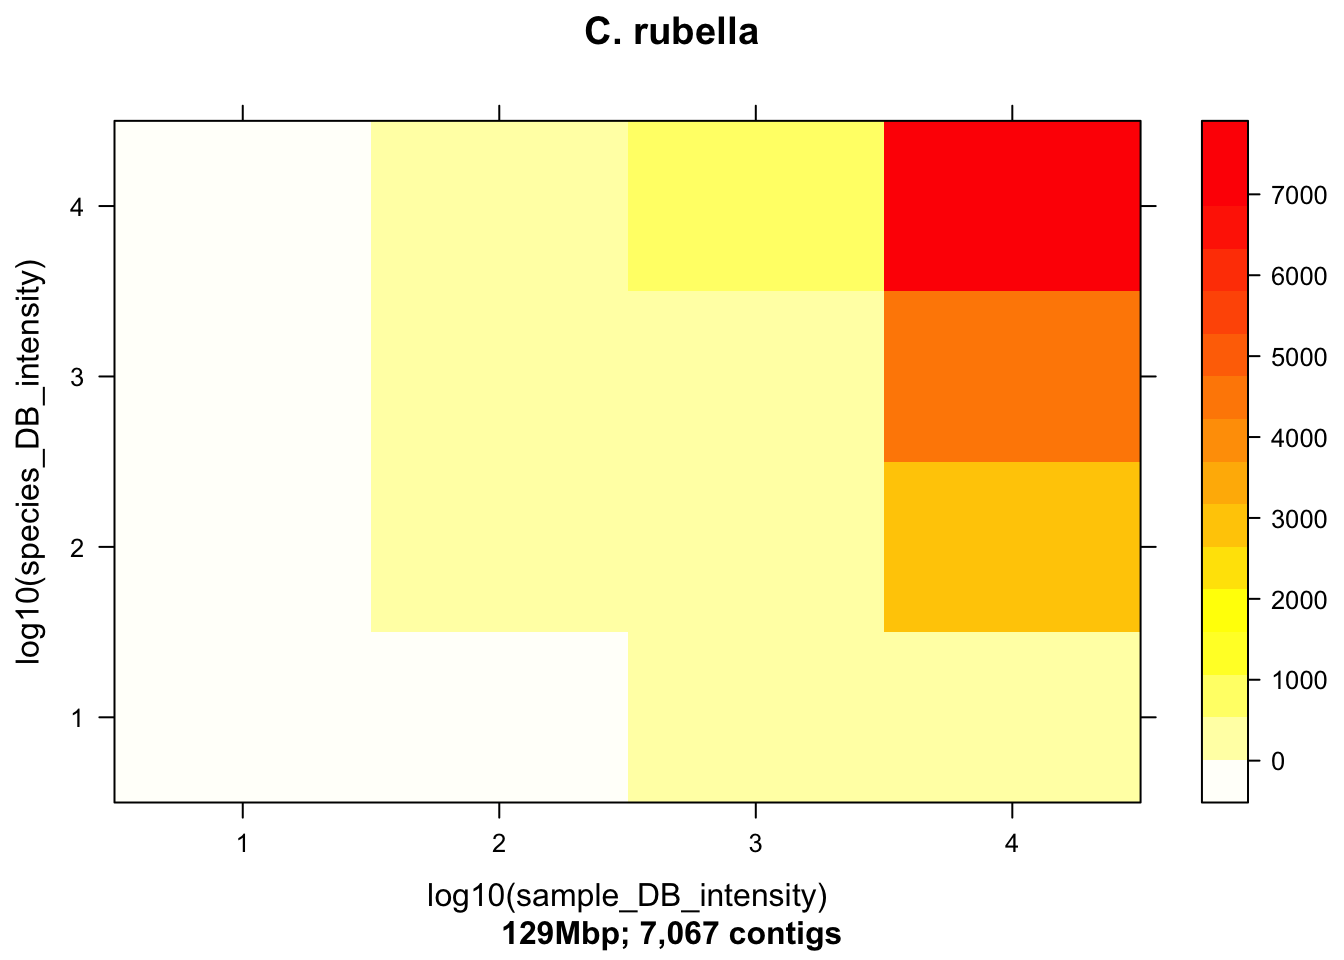 C. rubella
log10(species_DB_intensity)
4
3
2
1
1 2 3 4
log10(sample_DB_intensity)
129Mbp; 7,067 contigs
7000
6000
5000
4000
3000
2000
1000
0